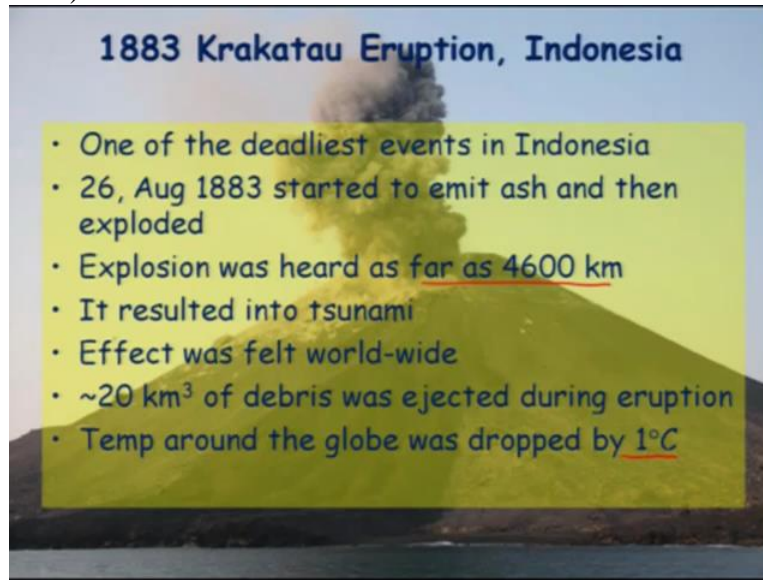 1883 Krakatau Eruption, Indonesia
• One of the deadliest events in Indonesia
• 26, Aug 1883 started to emit ash and then
exploded
• Explosion was heard as far as 4600 km
• It resulted into tsunami
• Effect was felt world-wide
• ~20 km³ of debris was ejected during eruption
• Temp around the globe was dropped by 1°C